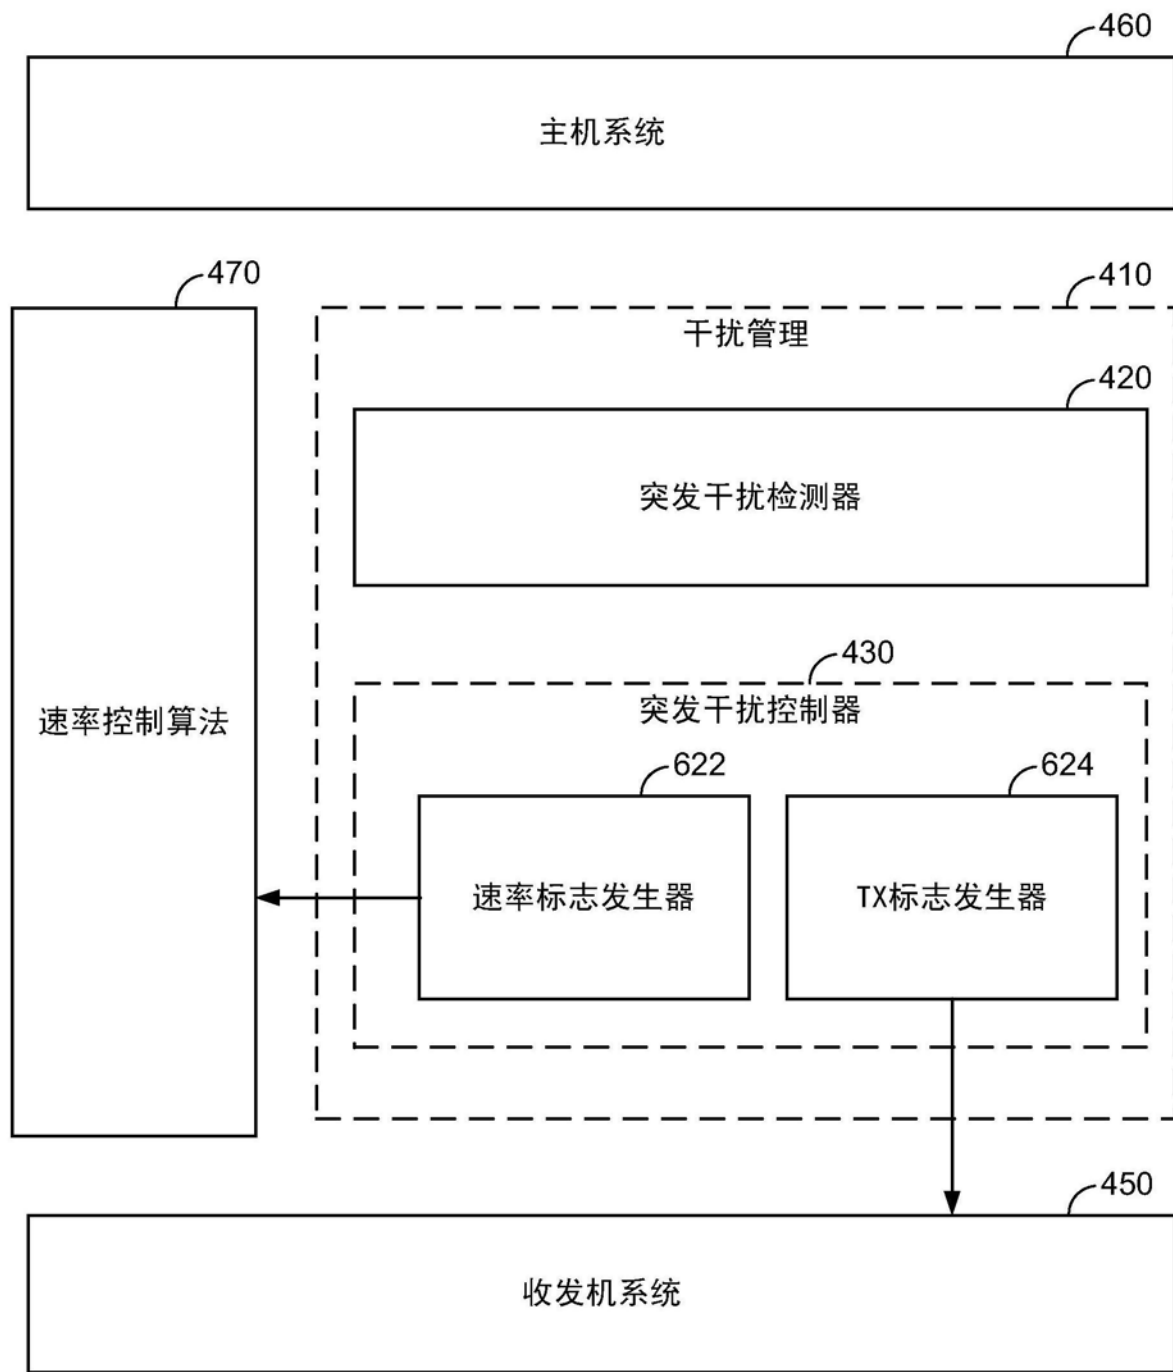 460
主机系统
470
410
干扰管理
420
突发干扰检测器
430
突发干扰控制器
622
624
速率控制算法
速率标志发生器
TX标志发生器
450
收发机系统